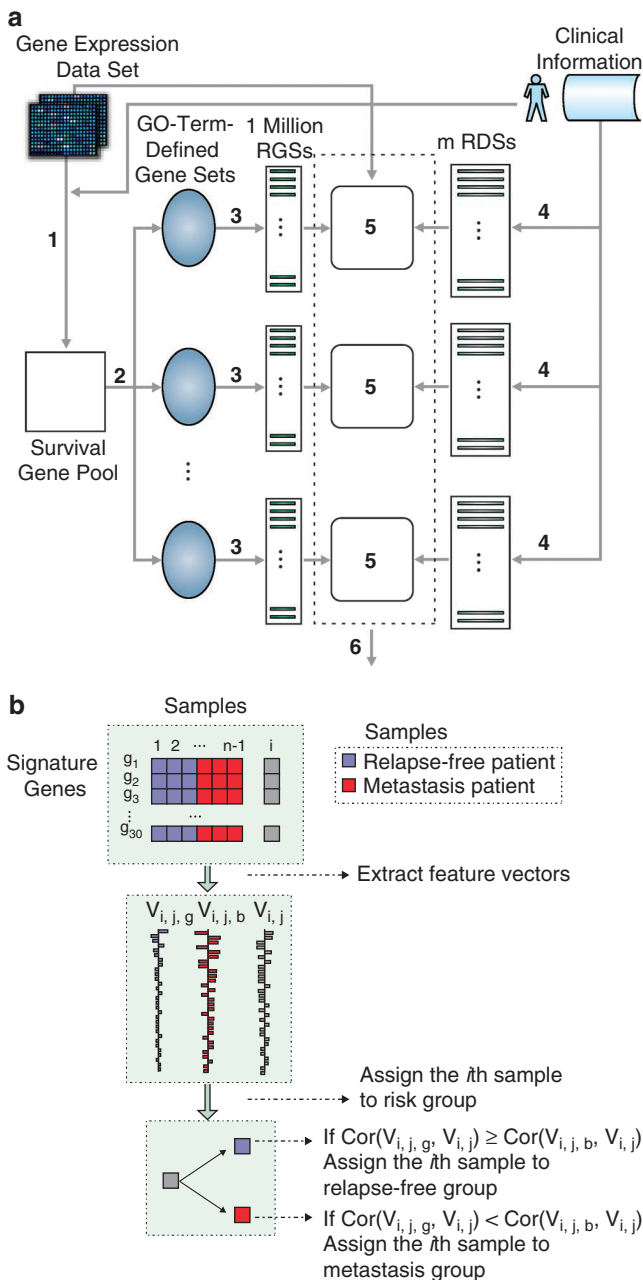 a
Gene Expression
Data Set
Clinical
Information
GO-Term-
Defined
Gene Sets
1 Million
RGSs
m RDSs
1
3
5
4
2
3
5
4
Survival
Gene Pool
...
3
5
4
6
b
Samples
Signature
Genes
1 2 ... n-1 i
g1
g2
g3
...
g30
...
Samples
Relapse-free patient
Metastasis patient
Extract feature vectors
Vi, j, g Vi, j, b Vi, j
Assign the ith sample
to risk group
If Cor(Vi, j, g, Vi, j) ≥ Cor(Vi, j, b, Vi, j)
Assign the ith sample to
relapse-free group
If Cor(Vi, j, g, Vi, j) < Cor(Vi, j, b, Vi, j)
Assign the ith sample to
metastasis group